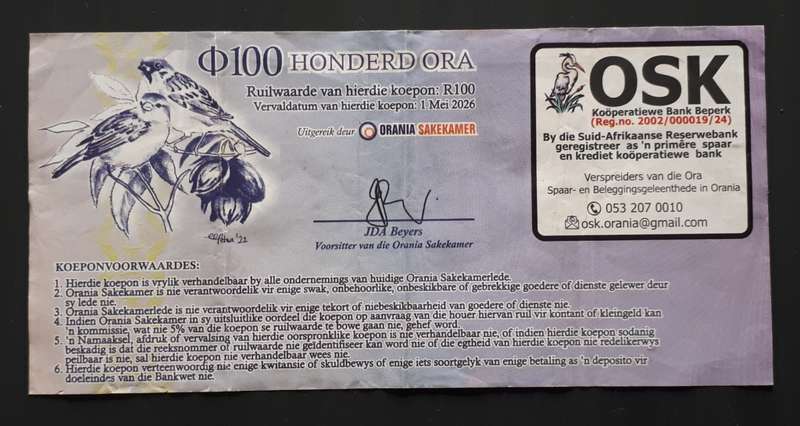 Φ100 HONDERD ORA
Ruilwaarde van hierdie koepon: R100
Vervaldatum van hierdie koepon: 1 Mei 2026
Uitgereik deur ORANIA SAKEKAMER
JDA Beyers
Voorsitter van die Orania Sakekamer
OSK
Koöperatiewe Bank Beperk
(Reg.no. 2002/000019/24)
By die Suid-Afrikaanse Reserwebank
geregistreer as 'n primêre spaar
en krediet koöperatiewe bank
Verspreiders van die Ora
Spaar- en Beleggingsgeleenthede in Orania
053 207 0010
osk.orania@gmail.com
KOEPONVOORWAARDES:
1. Hierdie koepon is vrylik verhandelbaar by alle ondernemings van huidige Orania Sakekamerlede.
2. Orania Sakekamer is nie verantwoordelik vir enige swak, onbehoorlike, onbeskikbare of gebrekkige goedere of dienste gelewer deur
sy lede nie.
3. Orania Sakekamerlede is nie verantwoordelik vir enige tekort of niebeskikbaarheid van goedere of dienste nie.
4. Indien Orania Sakekamer in sy uitsluitlike oordeel die koepon op aanvraag van die houer hiervan ruil vir kontant of kleingeld kan
'n kommissie, wat nie 5% van die koepon se ruilwaarde te bowe gaan nie, gehef word.
5. 'n Namaaksel, afdruk of vervalsing van hierdie oorspronklike koepon is nie verhandelbaar nie, of indien hierdie koepon sodanig
beskadig is dat die reeksnommer of ruilwaarde nie geïdentifiseer kan word nie of die egtheid van hierdie koepon nie redelikerwys
peilbaar is nie, sal hierdie koepon nie verhandelbaar wees nie.
6. Hierdie koepon verteenwoordig nie enige kwitansie of skuldbewys of enige iets soortgelyk van enige betaling as 'n deposito vir
doeleindes van die Bankwet nie.